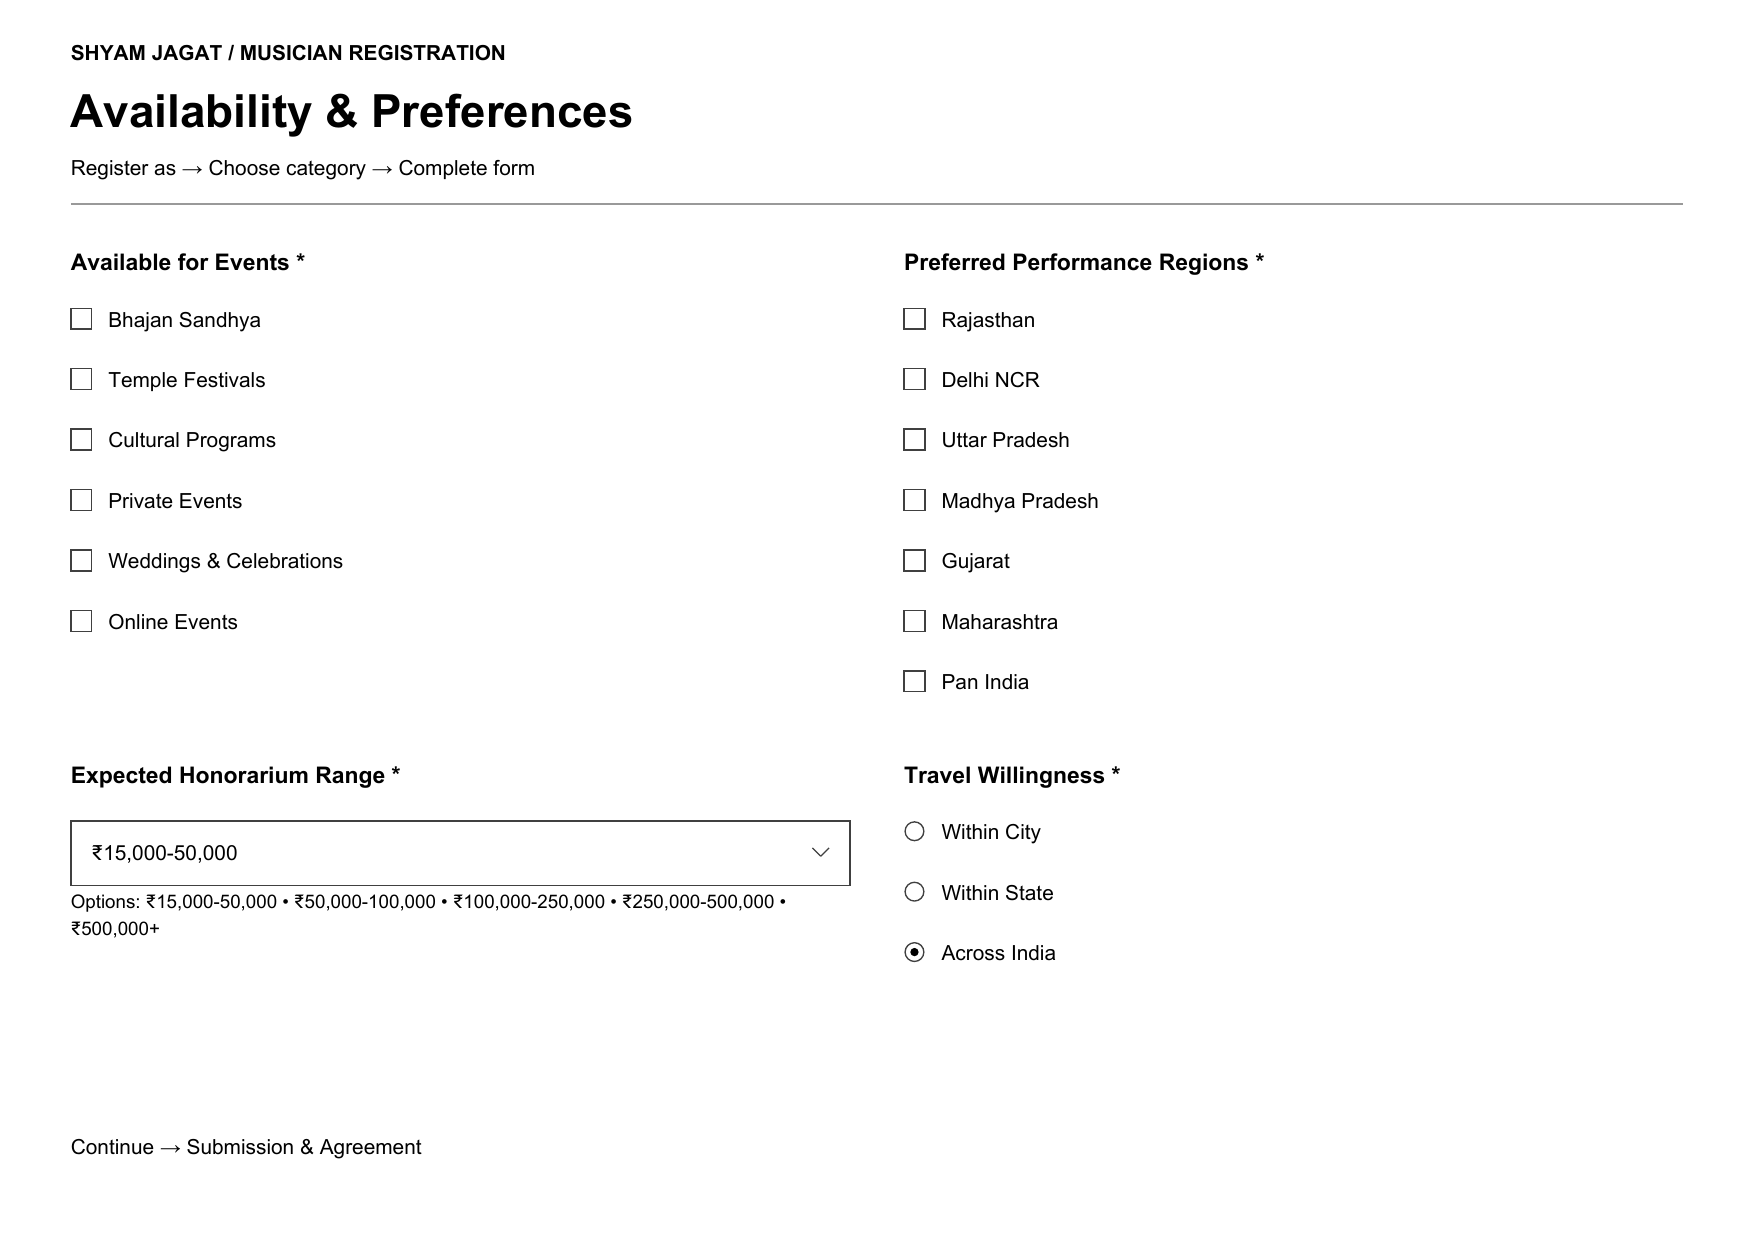 SHYAM JAGAT / MUSICIAN REGISTRATION
Availability & Preferences
Register as → Choose category → Complete form
Available for Events *
Bhajan Sandhya
Temple Festivals
Cultural Programs
Private Events
Weddings & Celebrations
Online Events
Preferred Performance Regions *
Rajasthan
Delhi NCR
Uttar Pradesh
Madhya Pradesh
Gujarat
Maharashtra
Pan India
Expected Honorarium Range *
₹15,000-50,000
Options: ₹15,000-50,000 • ₹50,000-100,000 • ₹100,000-250,000 • ₹250,000-500,000 •
₹500,000+
Travel Willingness *
Within City
Within State
Across India
Continue → Submission & Agreement